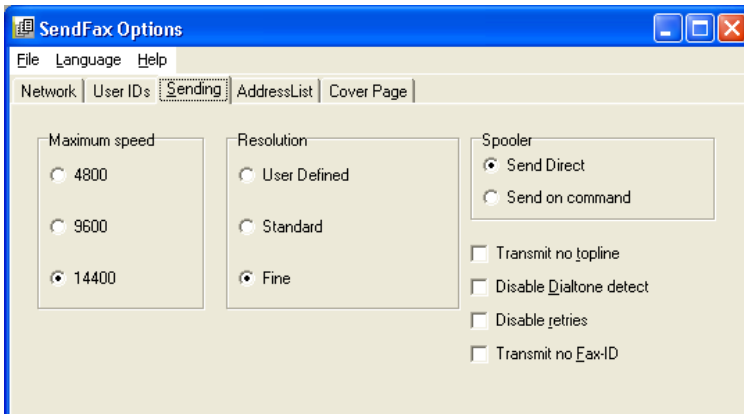 SendFax Options
File Language Help
Network User IDs Sending AddressList Cover Page
Maximum speed
4800
9600
14400
Resolution
User Defined
Standard
Fine
Spooler
Send Direct
Send on command
Transmit no topline
Disable Dialtone detect
Disable retries
Transmit no Fax-ID